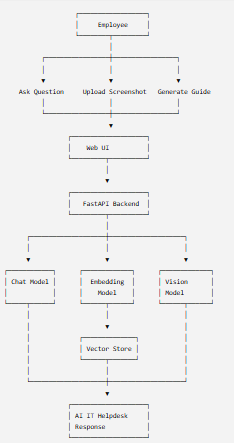 Employee
Ask Question Upload Screenshot Generate Guide
Web UI
FastAPI Backend
Chat Model Embedding Vision
Model Model
Vector Store
AI IT Helpdesk
Response